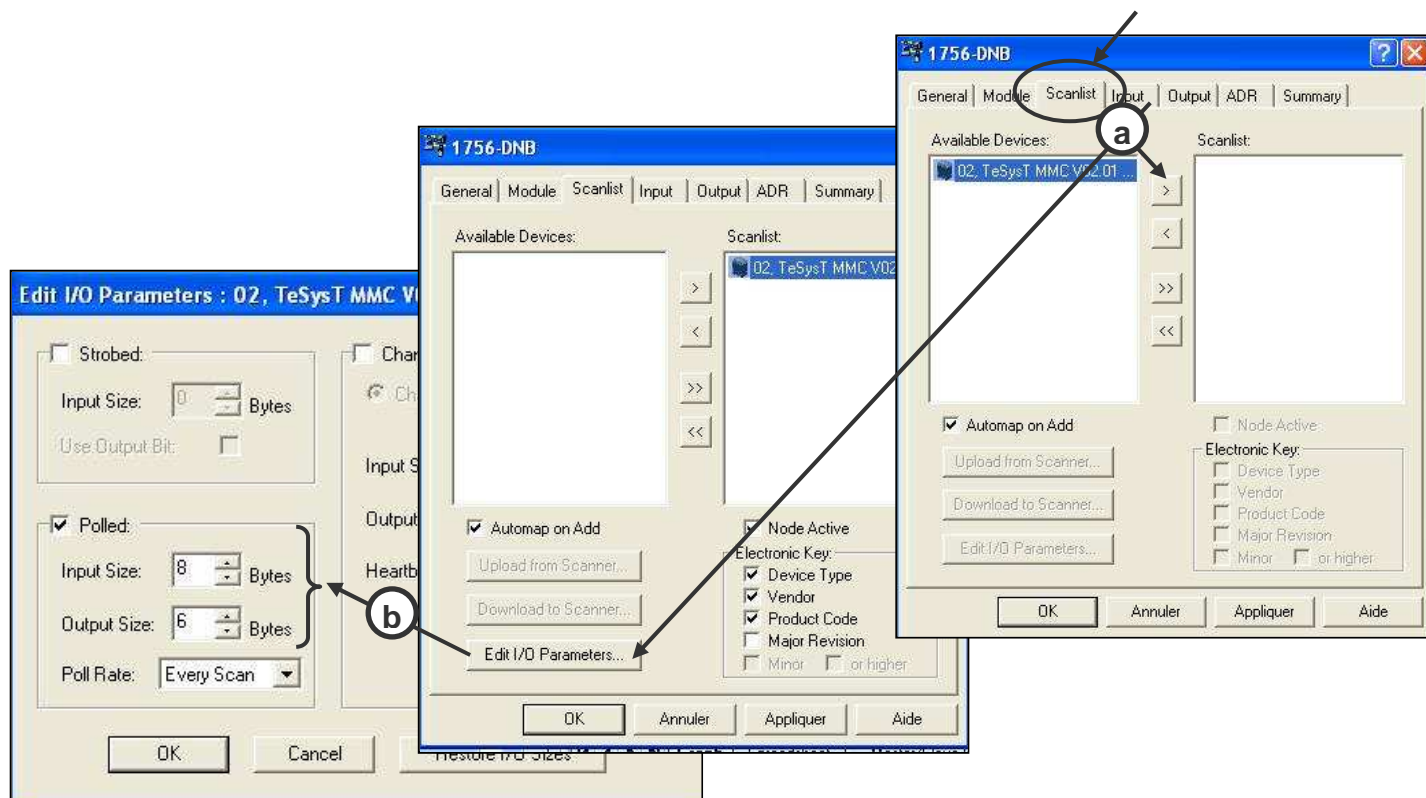 1756-DNB
General Module Scanlist Input Output ADR Summary
a
Available Devices: Scanlist:
02, TeSysT MMC V02.01 ...
>
<
>>
<<
Automap on Add
Node Active
Upload from Scanner...
Download to Scanner...
Edit I/O Parameters...
Electronic Key:
Device Type
Vendor
Product Code
Major Revision
Minor or higher
OK Annuler Appliquer Aide
1756-DNB
General Module Scanlist Input Output ADR Summary
Available Devices: Scanlist:
02, TeSysT MMC V02
>
<
>>
<<
Automap on Add
Node Active
Upload from Scanner...
Download to Scanner...
Edit I/O Parameters...
Electronic Key:
Device Type
Vendor
Product Code
Major Revision
Minor or higher
OK Annuler Appliquer Aide
b
Edit I/O Parameters : 02, TeSysT MMC
Strobed:
Input Size: 0 Bytes
Use Output Bit:
Polled:
Input Size: 8 Bytes
Output Size: 6 Bytes
Poll Rate: Every Scan
Input
Output
OK Cancel Restore I/O Sizes